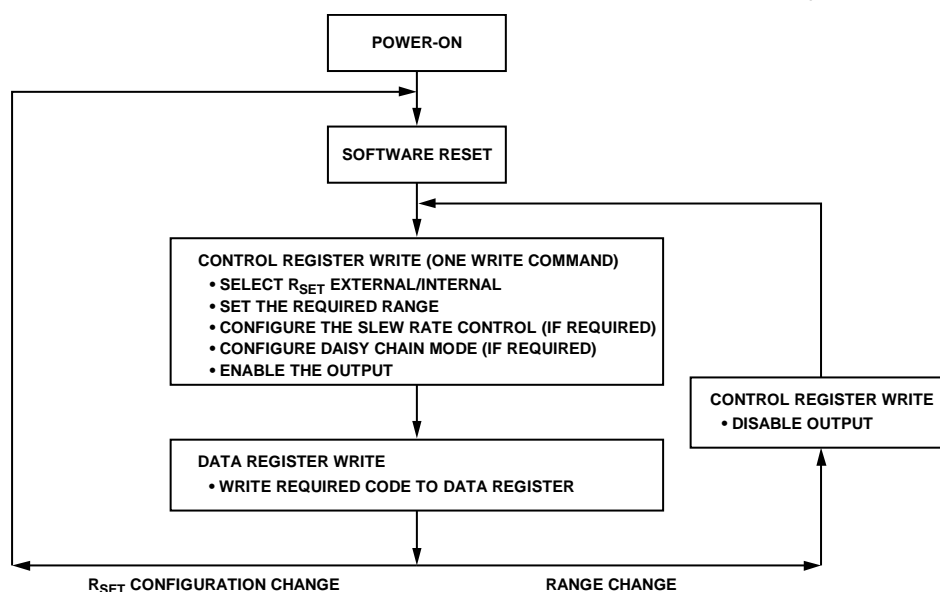 POWER-ON
SOFTWARE RESET
CONTROL REGISTER WRITE (ONE WRITE COMMAND)
• SELECT RSET EXTERNAL/INTERNAL
• SET THE REQUIRED RANGE
• CONFIGURE THE SLEW RATE CONTROL (IF REQUIRED)
• CONFIGURE DAISY CHAIN MODE (IF REQUIRED)
• ENABLE THE OUTPUT
CONTROL REGISTER WRITE
• DISABLE OUTPUT
DATA REGISTER WRITE
• WRITE REQUIRED CODE TO DATA REGISTER
RSET CONFIGURATION CHANGE
RANGE CHANGE